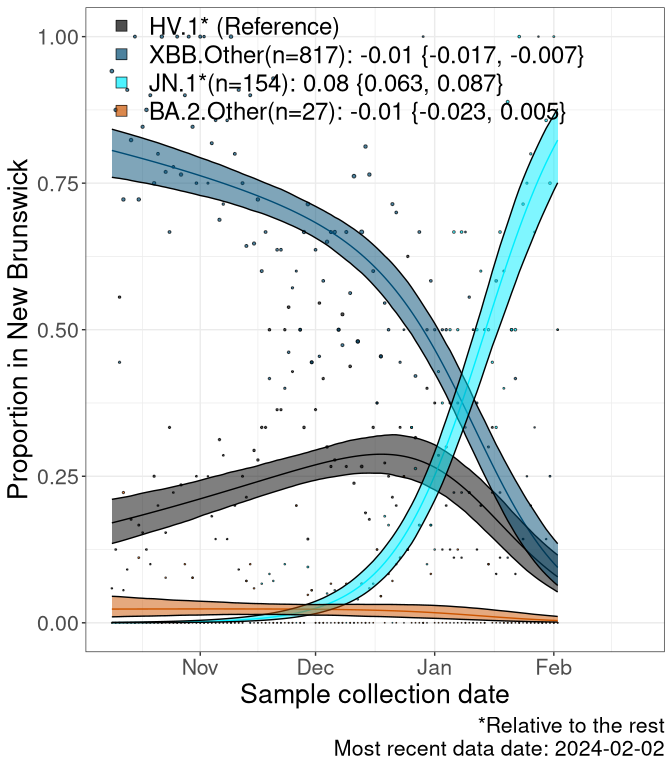 HV.1* (Reference)
XBB.Other(n=817): -0.01 {-0.017, -0.007}
JN.1*(n=154): 0.08 {0.063, 0.087}
BA.2.Other(n=27): -0.01 {-0.023, 0.005}
1.00
0.75
0.50
0.25
0.00
Proportion in New Brunswick
Nov Dec Jan Feb
Sample collection date
*Relative to the rest
Most recent data date: 2024-02-02